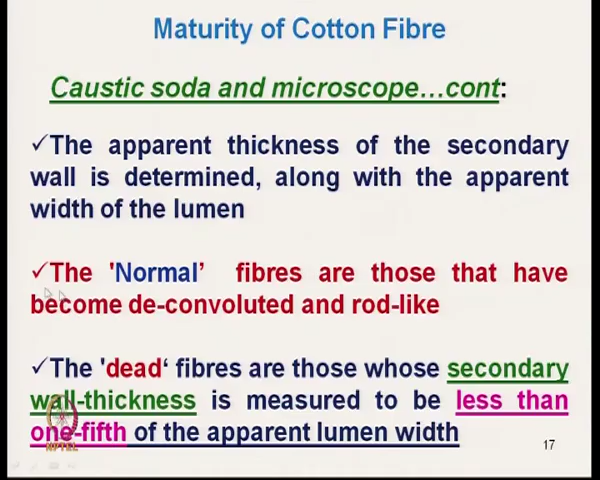 Maturity of Cotton Fibre
Caustic soda and microscope…cont:
✓The apparent thickness of the secondary
wall is determined, along with the apparent
width of the lumen
✓The 'Normal’ fibres are those that have
become de-convoluted and rod-like
✓The 'dead‘ fibres are those whose secondary
wall-thickness is measured to be less than
one-fifth of the apparent lumen width
NPTEL
17